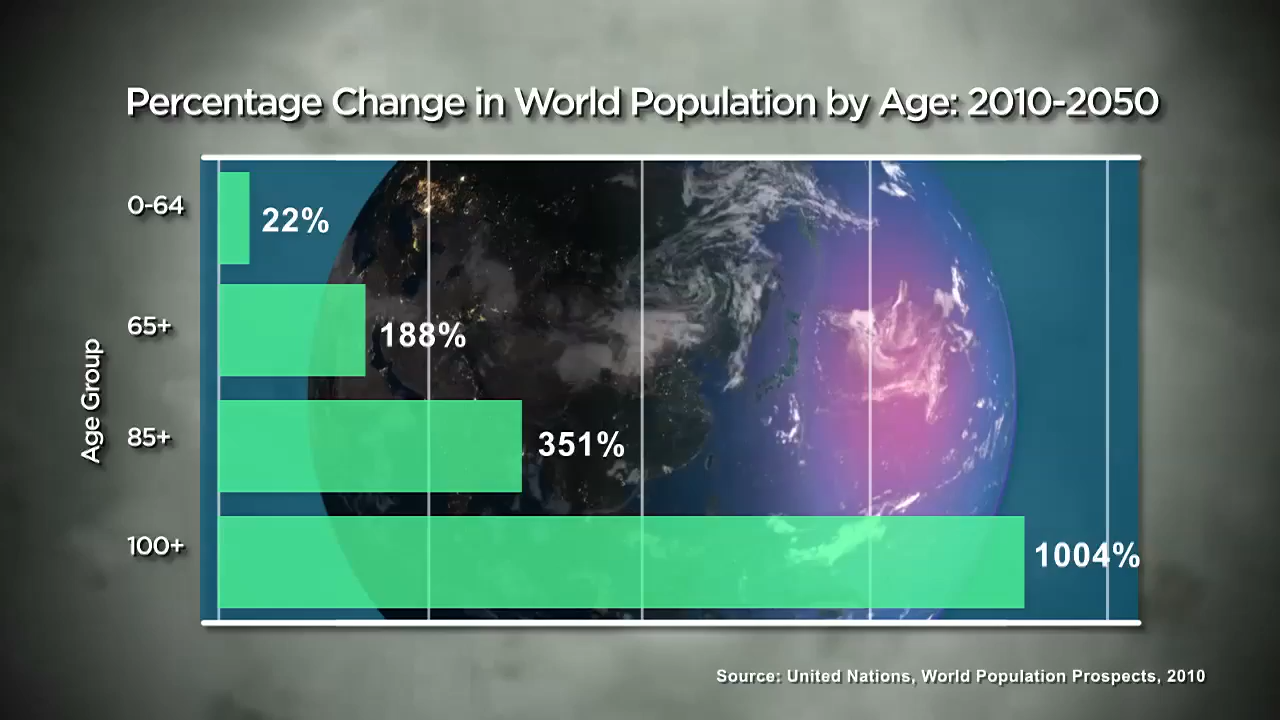 Percentage Change in World Population by Age: 2010-2050
0-64
22%
65+
188%
Age Group
85+
351%
100+
1004%
Source: United Nations, World Population Prospects, 2010